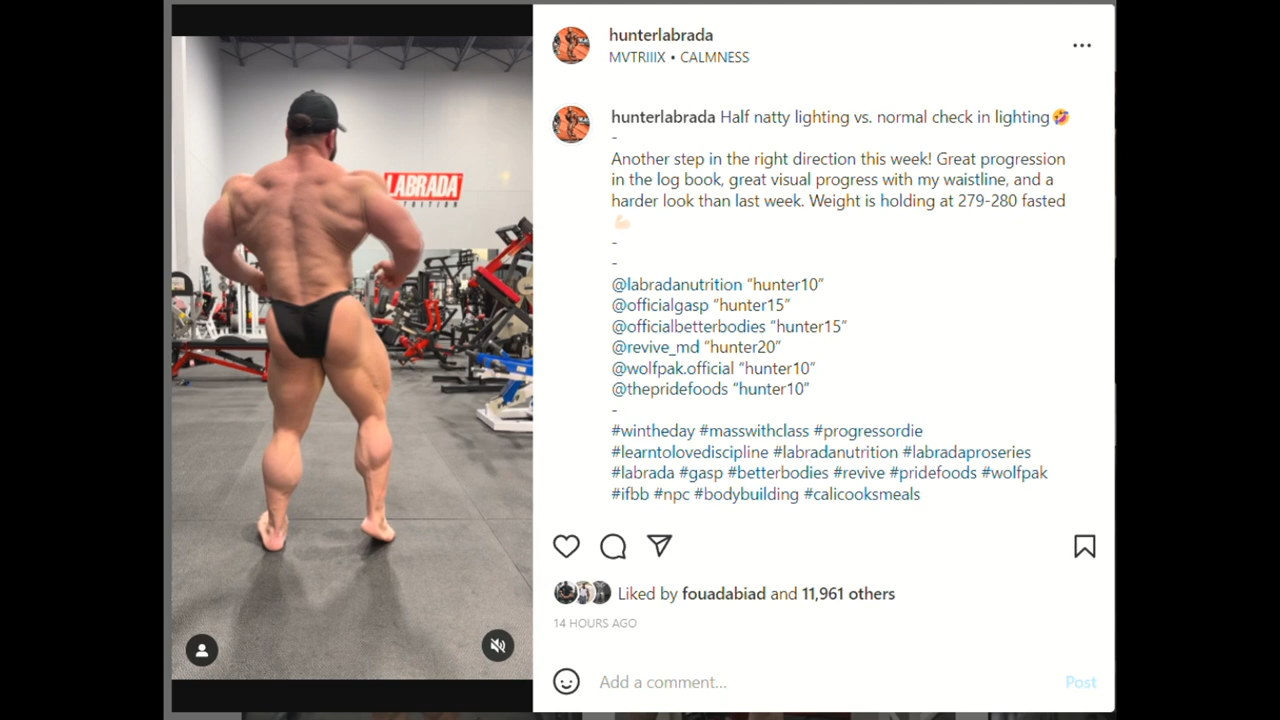 LABRADA
NUTRITION
hunterlabrada
MVTRIIIX • CALMNESS
hunterlabrada Half natty lighting vs. normal check in lighting🤣
-
Another step in the right direction this week! Great progression
in the log book, great visual progress with my waistline, and a
harder look than last week. Weight is holding at 279-280 fasted
💪🏻
-
-
@labradanutrition “hunter10”
@officialgasp “hunter15”
@officialbetterbodies “hunter15”
@revive_md “hunter20”
@wolfpak.official “hunter10”
@thepridefoods “hunter10”
-
#wintheday #masswithclass #progressordie
#learntolovediscipline #labradanutrition #labradaproseries
#labrada #gasp #betterbodies #revive #pridefoods #wolfpak
#ifbb #npc #bodybuilding #calicooksmeals
Liked by fouadabiad and 11,961 others
14 HOURS AGO
Add a comment...
Post